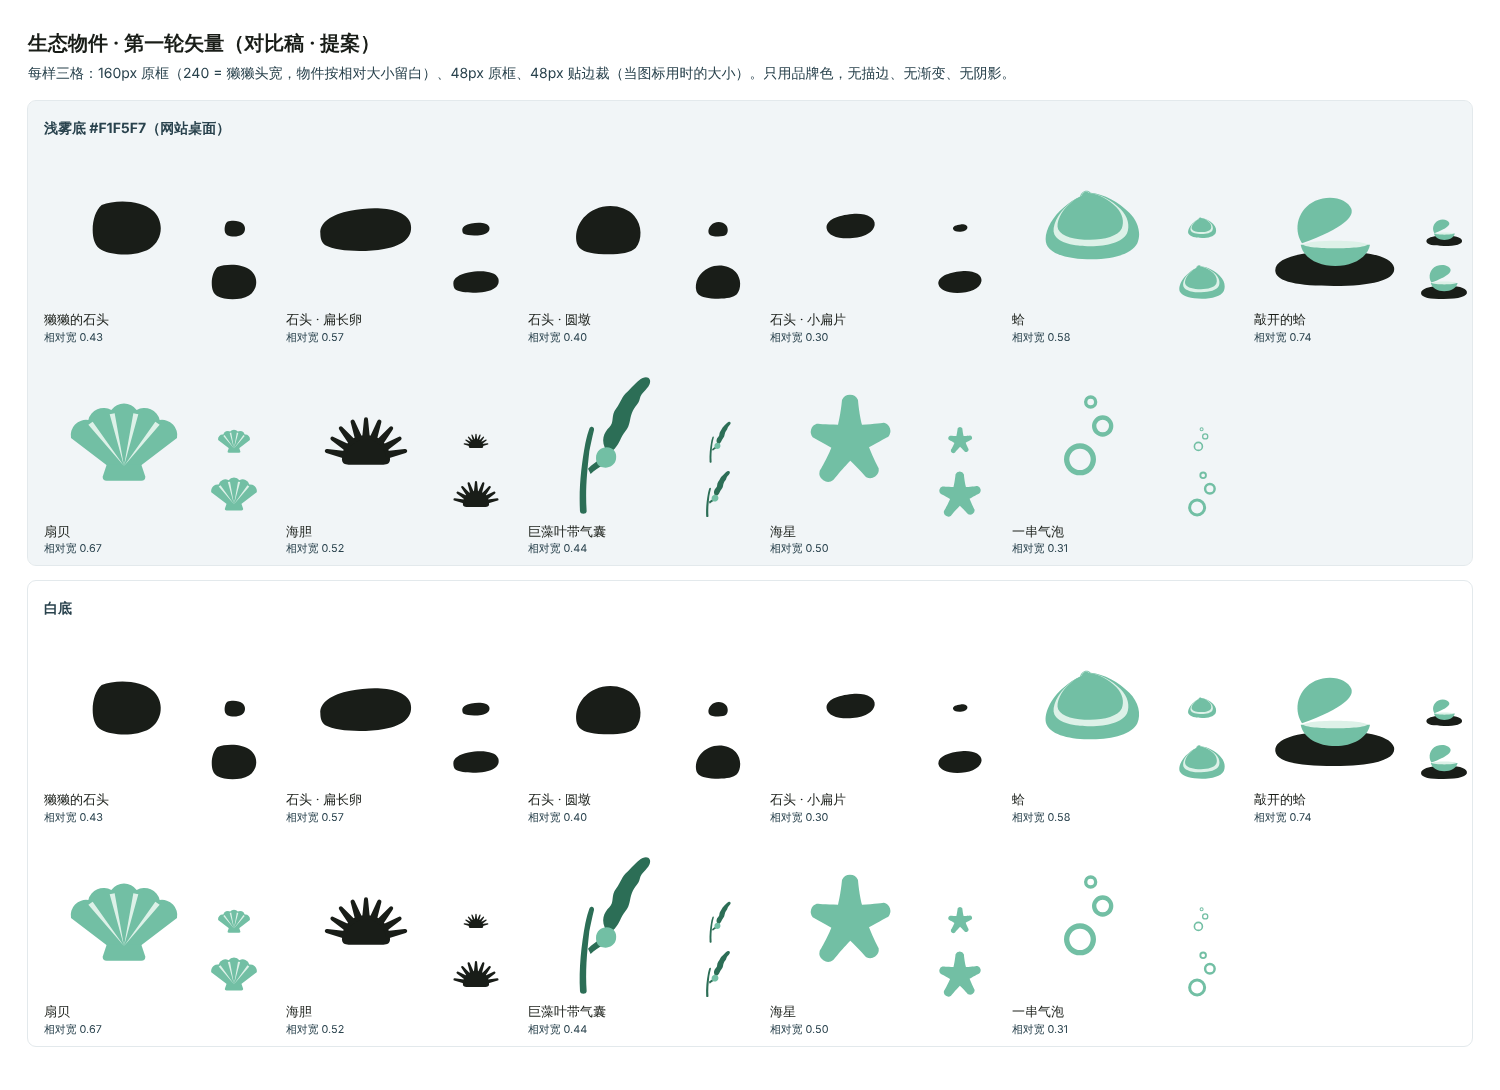 生态物件 · 第一轮矢量（对比稿 · 提案）
每样三格：160px 原框（240 = 獭獭头宽，物件按相对大小留白）、48px 原框、48px 贴边裁（当图标用时的大小）。只用品牌色，无描边、无渐变、无阴影。
浅雾底 #F1F5F7（网站桌面）
獭獭的石头
相对宽 0.43
石头 · 扁长卵
相对宽 0.57
石头 · 圆墩
相对宽 0.40
石头 · 小扁片
相对宽 0.30
蛤
相对宽 0.58
敲开的蛤
相对宽 0.74
扇贝
相对宽 0.67
海胆
相对宽 0.52
巨藻叶带气囊
相对宽 0.44
海星
相对宽 0.50
一串气泡
相对宽 0.31
白底
獭獭的石头
相对宽 0.43
石头 · 扁长卵
相对宽 0.57
石头 · 圆墩
相对宽 0.40
石头 · 小扁片
相对宽 0.30
蛤
相对宽 0.58
敲开的蛤
相对宽 0.74
扇贝
相对宽 0.67
海胆
相对宽 0.52
巨藻叶带气囊
相对宽 0.44
海星
相对宽 0.50
一串气泡
相对宽 0.31